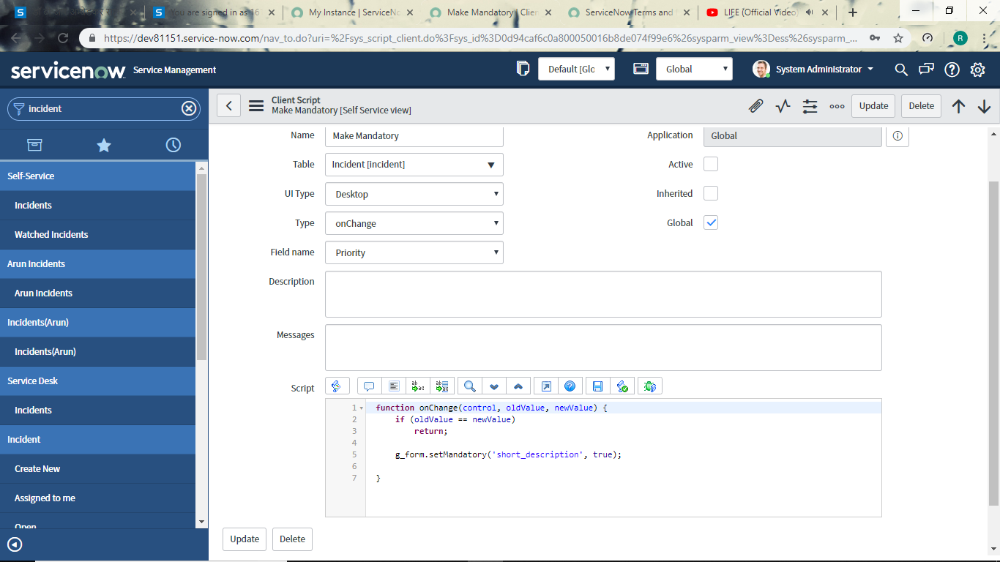 You are signed in as 16
My Instance | ServiceNo
Make Mandatory | Clien
ServiceNow Terms and
LIFE (Official Video)
https://dev81151.service-now.com/nav_to.do?uri=%2Fsys_script_client.do%3Fsys_id%3D0d94caf6c0a800050016b8de074f99e6%26sysparm_view%3Dess%26sysparm_...
R
servicenow Service Management
Default [Glc
Global
System Administrator
incident
Client Script
Make Mandatory [Self Service view]
Update
Delete
Self-Service
Incidents
Watched Incidents
Arun Incidents
Arun Incidents
Incidents(Arun)
Incidents(Arun)
Service Desk
Incidents
Incident
Create New
Assigned to me
Open
Name Make Mandatory
Application Global
Table Incident [incident]
Active
UI Type Desktop
Inherited
Type onChange
Global
Field name Priority
Description
Messages
Script
1 function onChange(control, oldValue, newValue) {
2 if (oldValue == newValue)
3 return;
4
5 g_form.setMandatory('short_description', true);
6
7 }
Update
Delete